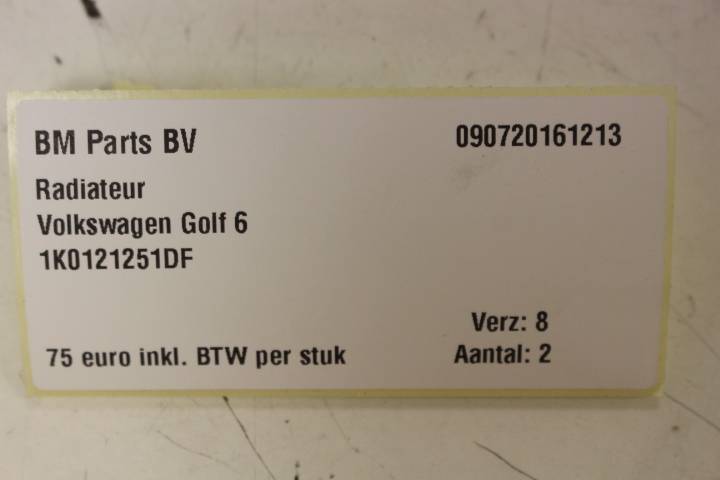 BM Parts BV 090720161213
Radiateur
Volkswagen Golf 6
1K0121251DF
Verz: 8
75 euro inkl. BTW per stuk Aantal: 2